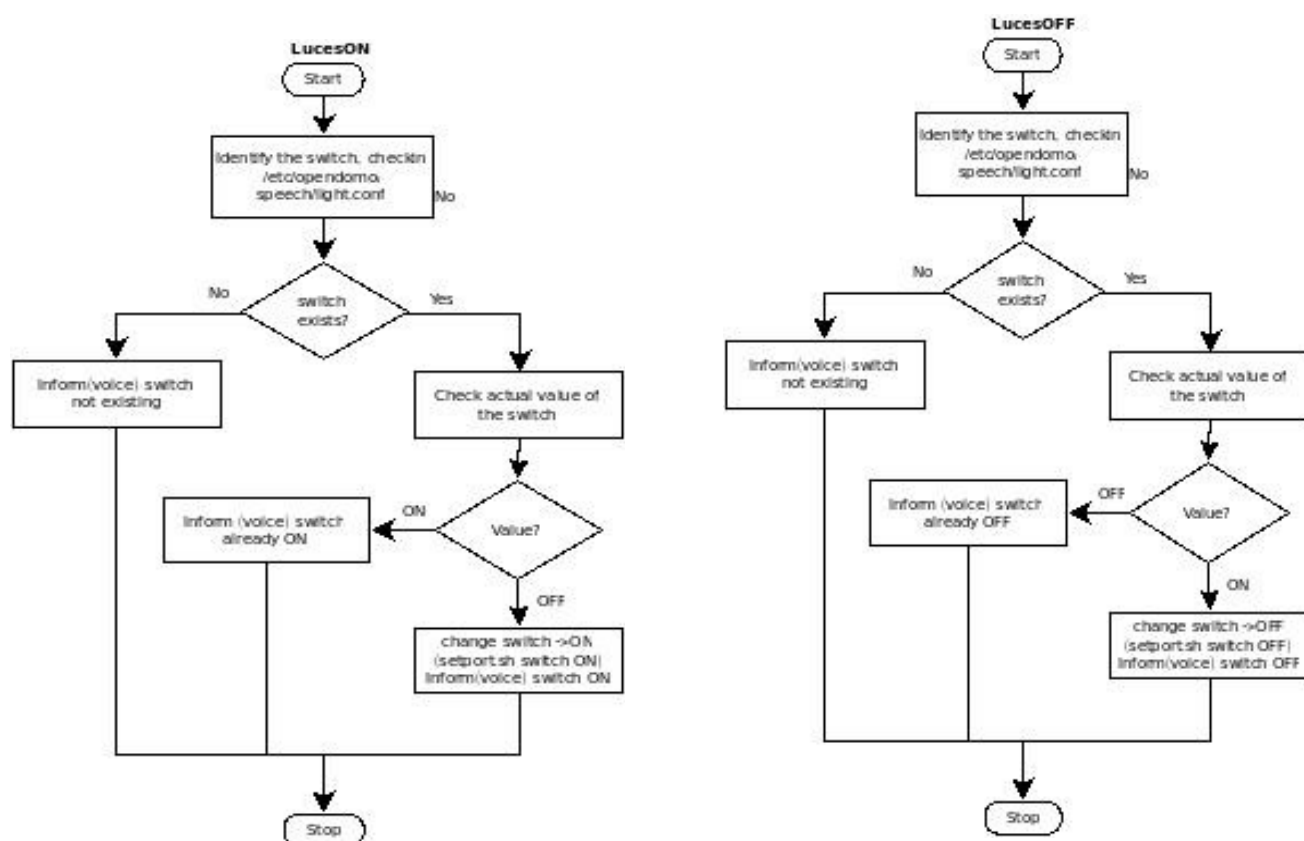 LucesON
Start
Identify the switch, checkin
/etc/opendomo/
speech/light.conf
No
switch
exists?
No
Yes
Inform(voice) switch
not existing
Check actual value of
the switch
Value?
ON
Inform (voice) switch
already ON
OFF
change switch ->ON
(setport.sh switch ON)
Inform(voice) switch ON
Stop
LucesOFF
Start
Identify the switch, checkin
/etc/opendomo/
speech/light.conf
No
switch
exists?
No
Yes
Inform(voice) switch
not existing
Check actual value of
the switch
Value?
OFF
Inform (voice) switch
already OFF
ON
change switch ->OFF
(setport.sh switch OFF)
Inform(voice) switch OFF
Stop